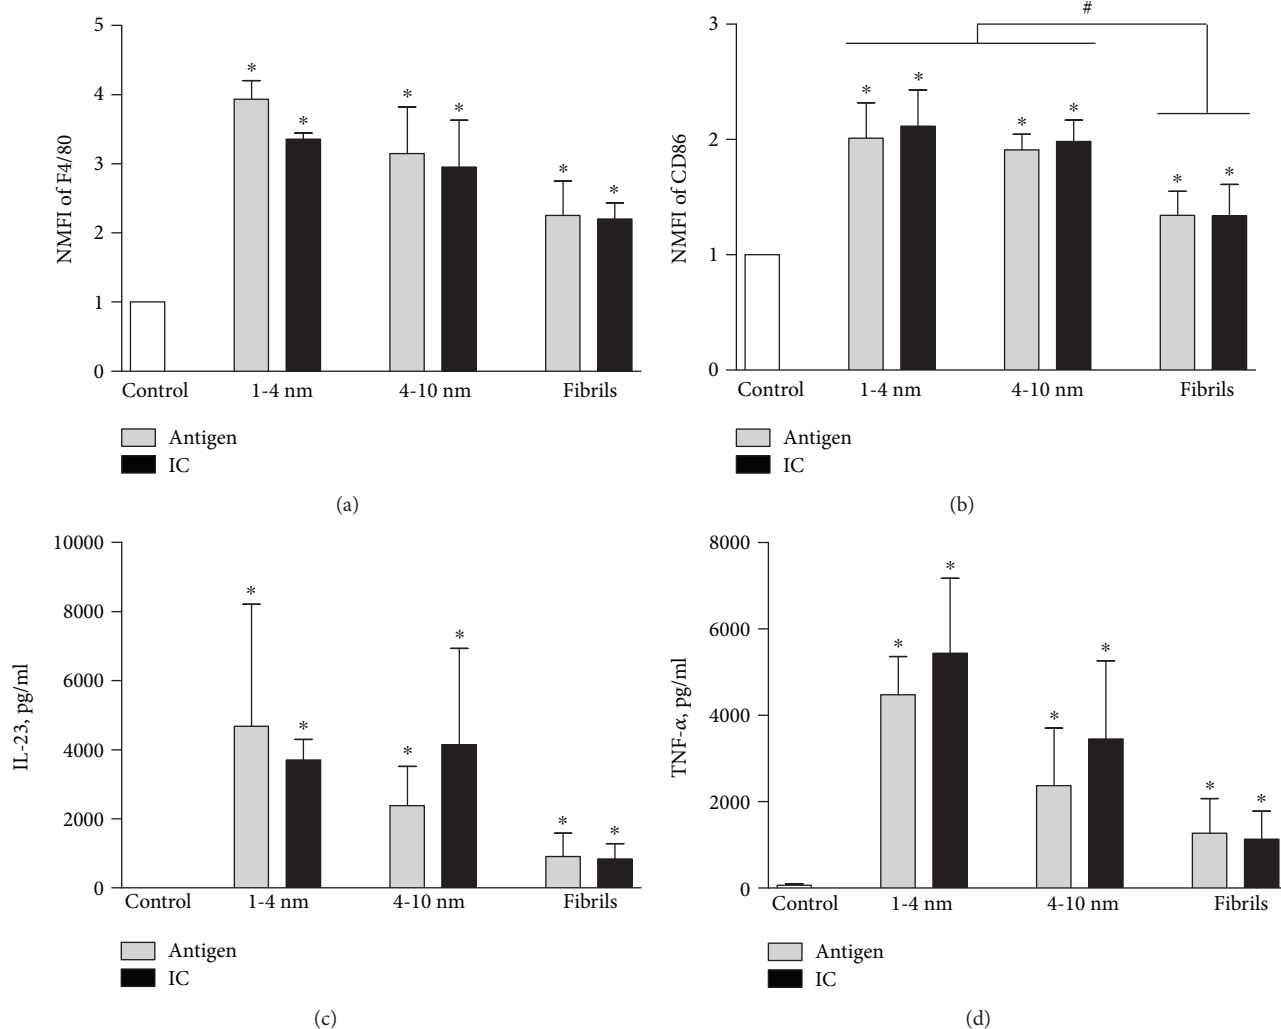 5
4
3
2
1
0
NMFI of F4/80
* * * * * *
Control 1-4 nm 4-10 nm Fibrils
Antigen
IC
(a)
3
2
1
0
NMFI of CD86
#
* * * * * *
Control 1-4 nm 4-10 nm Fibrils
Antigen
IC
(b)
10000
8000
6000
4000
2000
0
IL-23, pg/ml
* * * * * *
Control 1-4 nm 4-10 nm Fibrils
Antigen
IC
(c)
8000
6000
4000
2000
0
TNF-α, pg/ml
* * * * * *
Control 1-4 nm 4-10 nm Fibrils
Antigen
IC
(d)